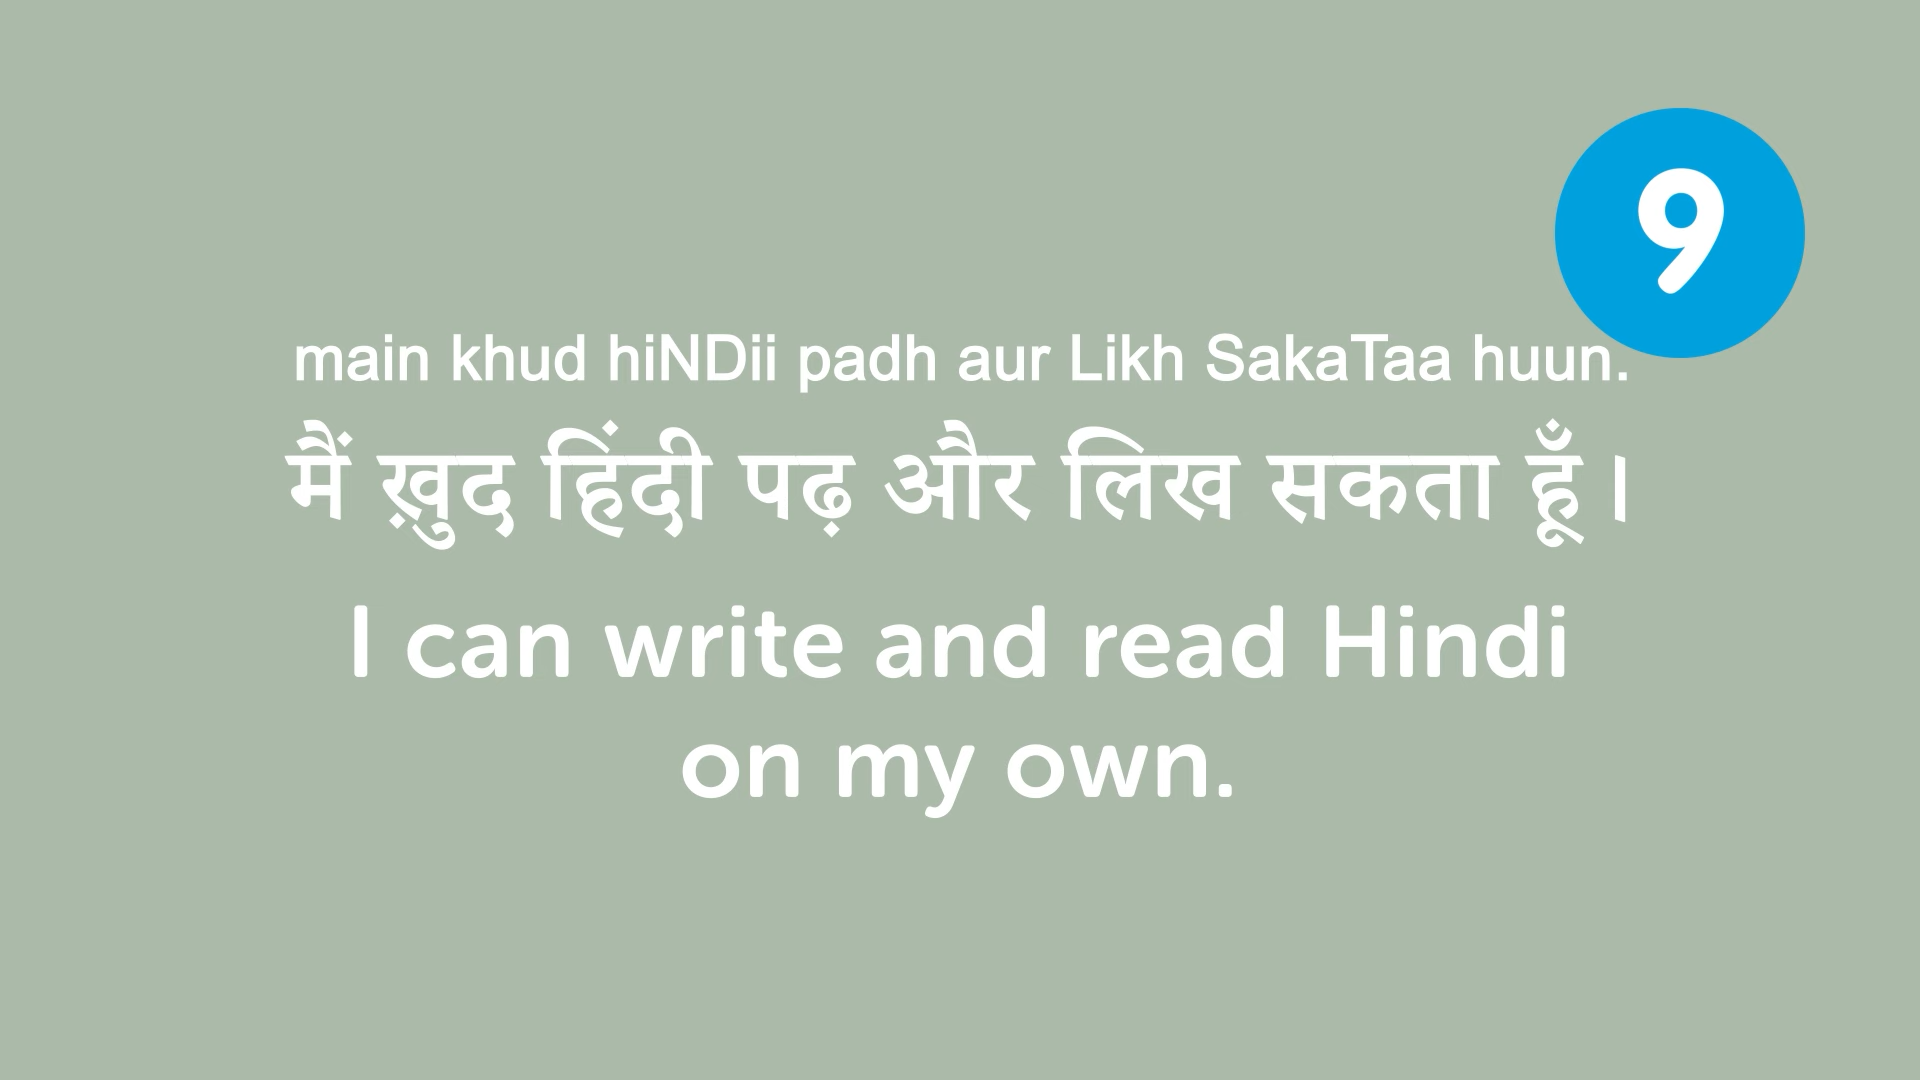 9
main khud hiNDii padh aur Likh SakaTaa huun.
मैं ख़ुद हिंदी पढ़ और लिख सकता हूँ।
I can write and read Hindi
on my own.